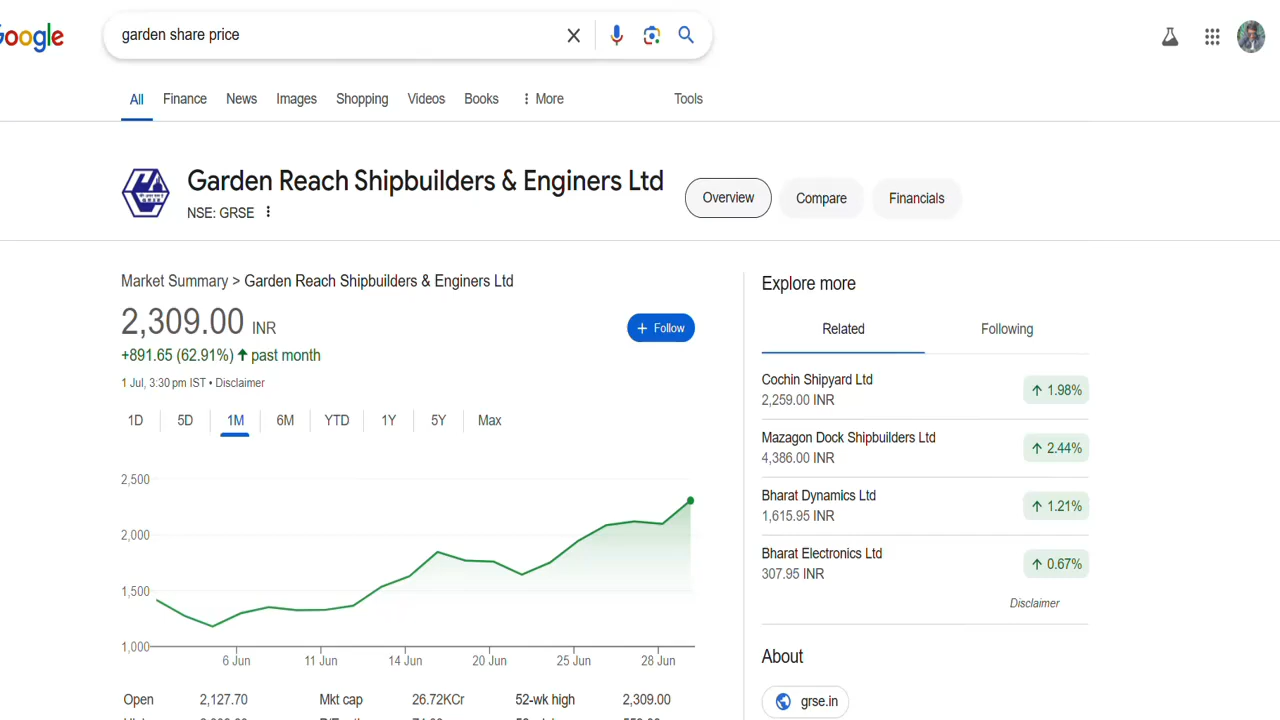 Google
garden share price
All Finance News Images Shopping Videos Books More Tools
Garden Reach Shipbuilders & Enginers Ltd
NSE: GRSE
Overview Compare Financials
Market Summary > Garden Reach Shipbuilders & Enginers Ltd
2,309.00 INR
+ Follow
+891.65 (62.91%) past month
1 Jul, 3:30 pm IST • Disclaimer
1D 5D 1M 6M YTD 1Y 5Y Max
2,500
2,000
1,500
1,000
6 Jun 11 Jun 14 Jun 20 Jun 25 Jun 28 Jun
Open 2,127.70 Mkt cap 26.72KCr 52-wk high 2,309.00
Explore more
Related Following
Cochin Shipyard Ltd
2,259.00 INR
1.98%
Mazagon Dock Shipbuilders Ltd
4,386.00 INR
2.44%
Bharat Dynamics Ltd
1,615.95 INR
1.21%
Bharat Electronics Ltd
307.95 INR
0.67%
Disclaimer
About
grse.in